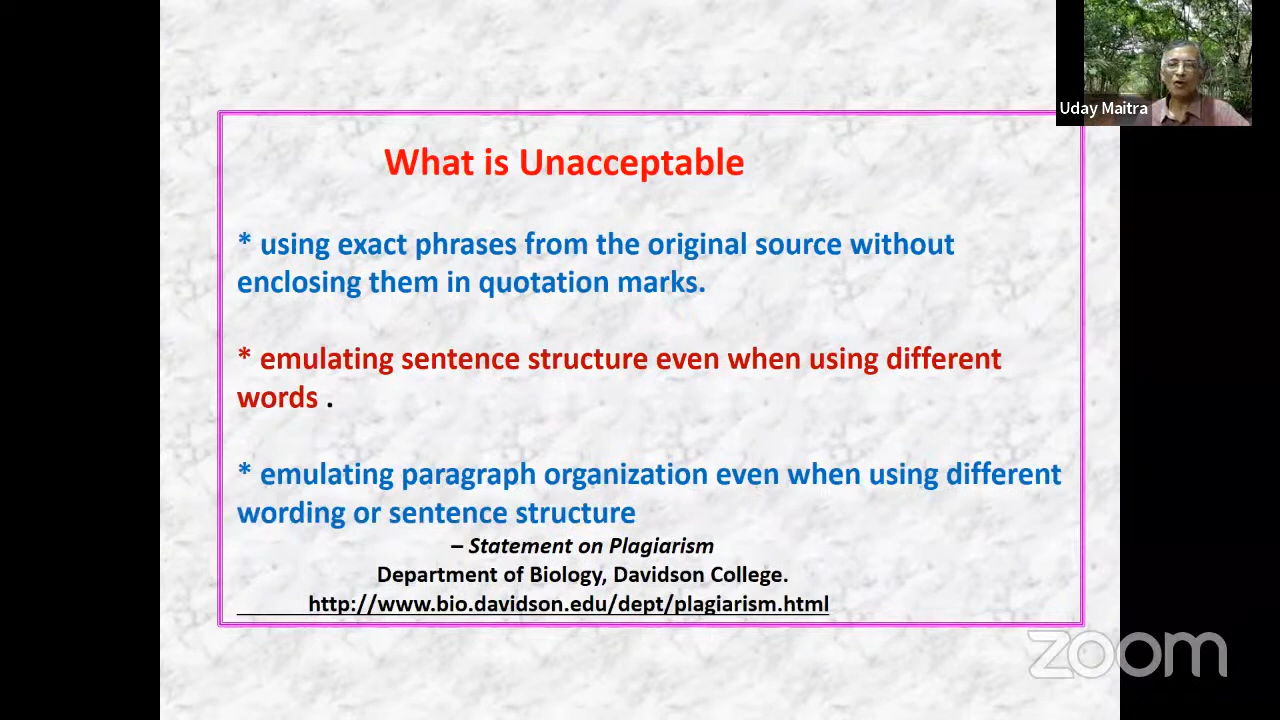 Uday Maitra
What is Unacceptable
* using exact phrases from the original source without
enclosing them in quotation marks.
* emulating sentence structure even when using different
words .
* emulating paragraph organization even when using different
wording or sentence structure
– Statement on Plagiarism
Department of Biology, Davidson College.
http://www.bio.davidson.edu/dept/plagiarism.html
zoom